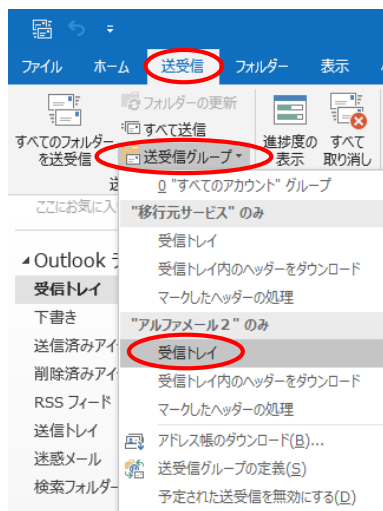 ファイル ホーム 送受信 フォルダー 表示
すべてのフォルダー
を送受信
フォルダーの更新
すべて送信
送受信グループ
進捗度の
表示
すべて
取り消し
ここにお気に入
Outlook
受信トレイ
下書き
送信済みアイ
削除済みアイ
RSS フィード
送信トレイ
迷惑メール
検索フォルダー
0 "すべてのアカウント" グループ
"移行元サービス" のみ
受信トレイ
受信トレイ内のヘッダーをダウンロード
マークしたヘッダーの処理
"アルファメール２" のみ
受信トレイ
受信トレイ内のヘッダーをダウンロード
マークしたヘッダーの処理
アドレス帳のダウンロード(B)...
送受信グループの定義(S)
予定された送受信を無効にする(D)